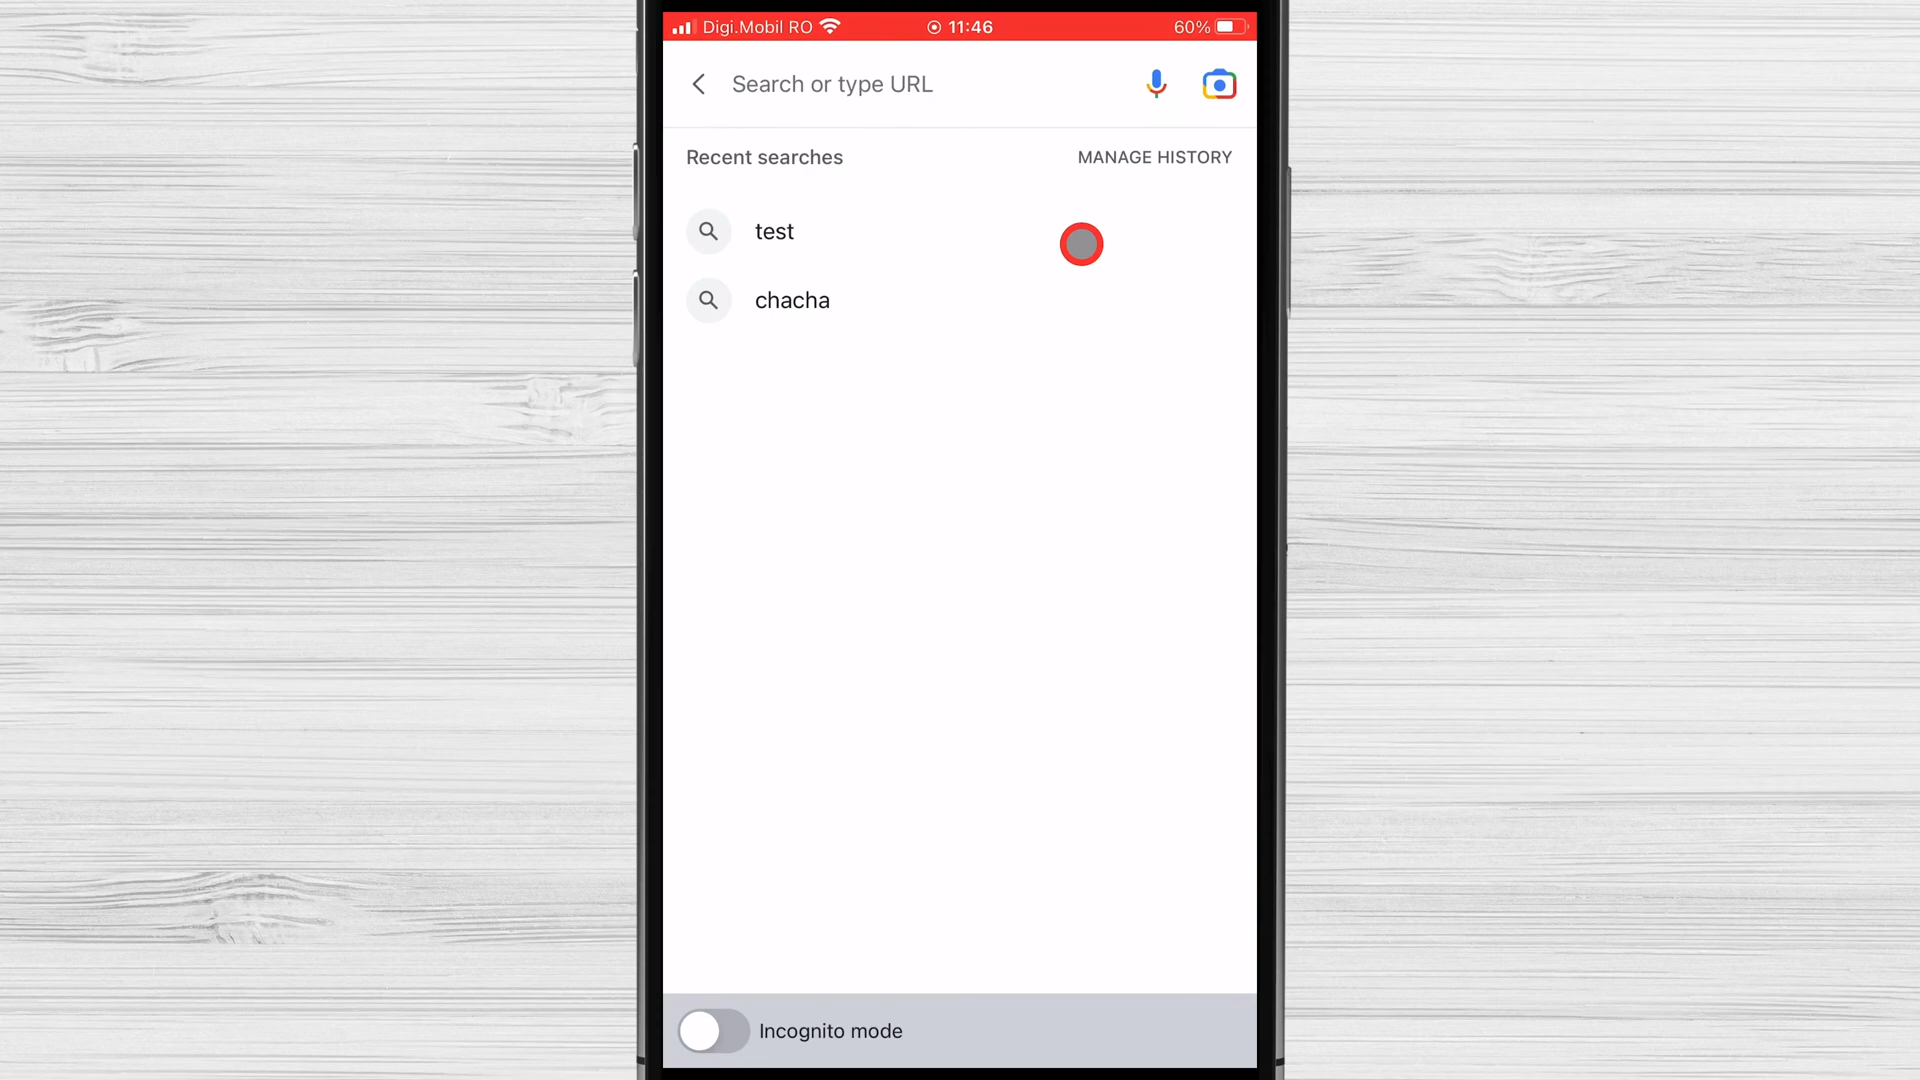 Digi.Mobil RO 11:46 60%
Search or type URL
Recent searches MANAGE HISTORY
test
chacha
Incognito mode